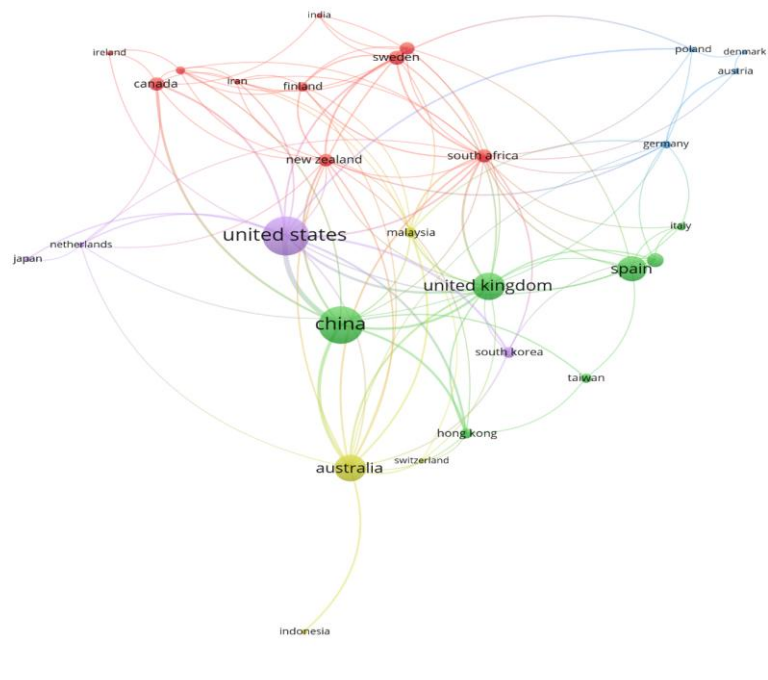 india
ireland
sweden
poland
denmark
austria
canada
iran
finland
germany
new zealand
south africa
italy
united states
malaysia
netherlands
japan
spain
united kingdom
china
south korea
taiwan
hong kong
switzerland
australia
indonesia